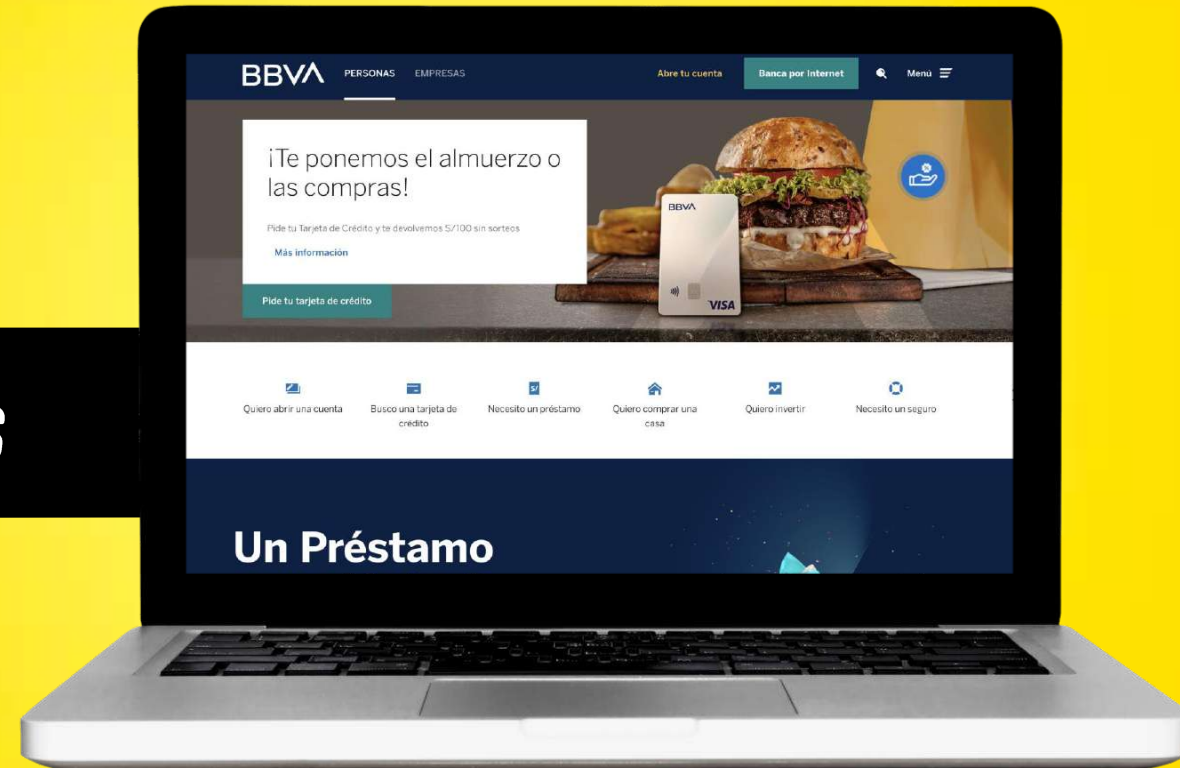 BBVA
PERSONAS
EMPRESAS
Abre tu cuenta
Banca por Internet
Menú
¡Te ponemos el almuerzo o
las compras!
Pide tu Tarjeta de Crédito y te devolvemos S/100 sin sorteos
Más información
Pide tu tarjeta de crédito
BBVA
VISA
S/
Quiero abrir una cuenta
Busco una tarjeta de
crédito
Necesito un préstamo
Quiero comprar una
casa
Quiero invertir
Necesito un seguro
Un Préstamo